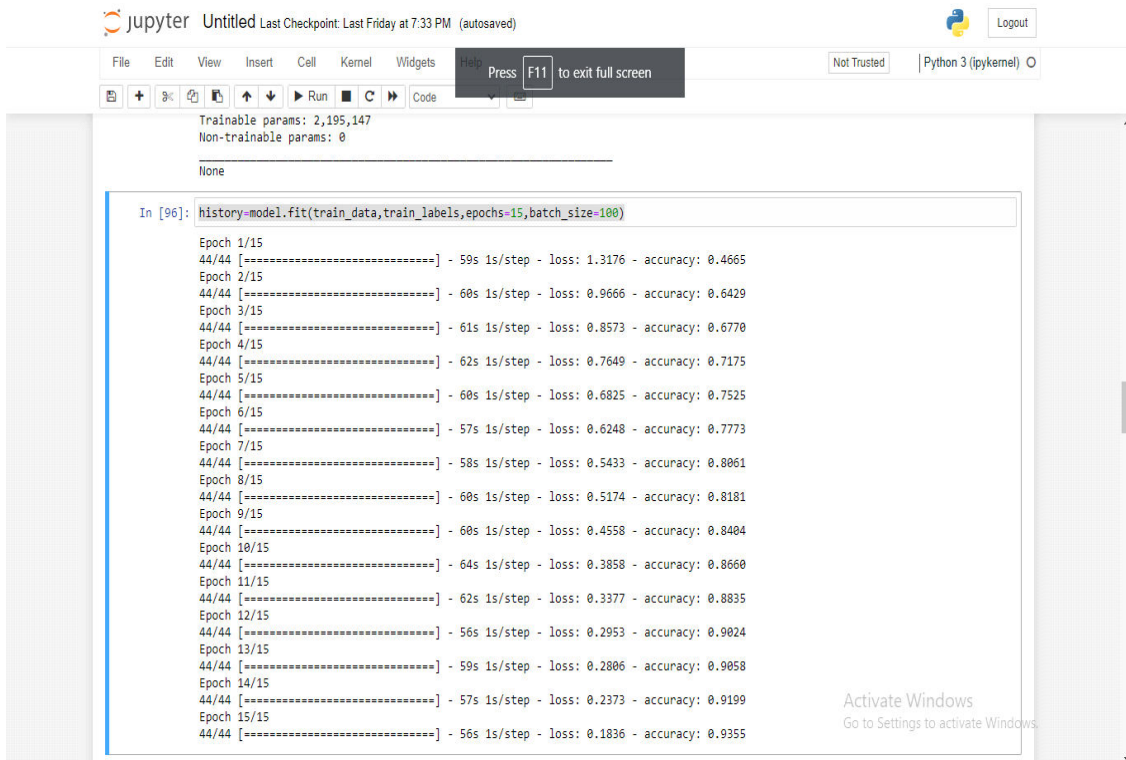 jupyter Untitled Last Checkpoint: Last Friday at 7:33 PM (autosaved)
Logout
File Edit View Insert Cell Kernel Widgets Help
Press F11 to exit full screen
Not Trusted
Python 3 (ipykernel)
Run
Code
Trainable params: 2,195,147
Non-trainable params: 0
_________________________________________________________________
None
In [96]: history=model.fit(train_data,train_labels,epochs=15,batch_size=100)
Epoch 1/15
44/44 [==============================] - 59s 1s/step - loss: 1.3176 - accuracy: 0.4665
Epoch 2/15
44/44 [==============================] - 60s 1s/step - loss: 0.9666 - accuracy: 0.6429
Epoch 3/15
44/44 [==============================] - 61s 1s/step - loss: 0.8573 - accuracy: 0.6770
Epoch 4/15
44/44 [==============================] - 62s 1s/step - loss: 0.7649 - accuracy: 0.7175
Epoch 5/15
44/44 [==============================] - 60s 1s/step - loss: 0.6825 - accuracy: 0.7525
Epoch 6/15
44/44 [==============================] - 57s 1s/step - loss: 0.6248 - accuracy: 0.7773
Epoch 7/15
44/44 [==============================] - 58s 1s/step - loss: 0.5433 - accuracy: 0.8061
Epoch 8/15
44/44 [==============================] - 60s 1s/step - loss: 0.5174 - accuracy: 0.8181
Epoch 9/15
44/44 [==============================] - 60s 1s/step - loss: 0.4558 - accuracy: 0.8404
Epoch 10/15
44/44 [==============================] - 64s 1s/step - loss: 0.3858 - accuracy: 0.8660
Epoch 11/15
44/44 [==============================] - 62s 1s/step - loss: 0.3377 - accuracy: 0.8835
Epoch 12/15
44/44 [==============================] - 56s 1s/step - loss: 0.2953 - accuracy: 0.9024
Epoch 13/15
44/44 [==============================] - 59s 1s/step - loss: 0.2806 - accuracy: 0.9058
Epoch 14/15
44/44 [==============================] - 57s 1s/step - loss: 0.2373 - accuracy: 0.9199
Epoch 15/15
44/44 [==============================] - 56s 1s/step - loss: 0.1836 - accuracy: 0.9355
Activate Windows
Go to Settings to activate Windows.